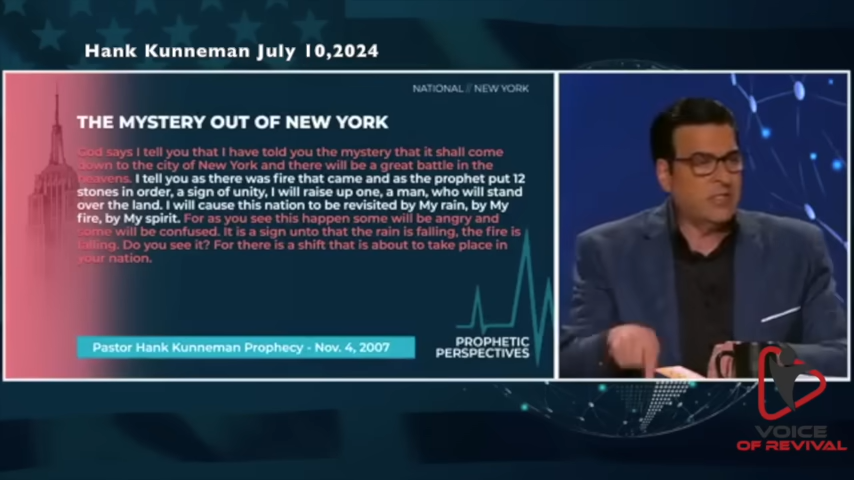 Hank Kunneman July 10,2024
NATIONAL // NEW YORK
THE MYSTERY OUT OF NEW YORK
God says I tell you that I have told you the mystery that it shall come
down to the city of New York and there will be a great battle in the
heavens. I tell you as there was fire that came and as the prophet put 12
stones in order, a sign of unity, I will raise up one, a man, who will stand
over the land. I will cause this nation to be revisited by My rain, by My
fire, by My spirit. For as you see this happen some will be angry and
some will be confused. It is a sign unto that the rain is falling, the fire is
falling. Do you see it? For there is a shift that is about to take place in
your nation.
Pastor Hank Kunneman Prophecy - Nov. 4, 2007
PROPHETIC
PERSPECTIVES
VOICE
OF REVIVAL